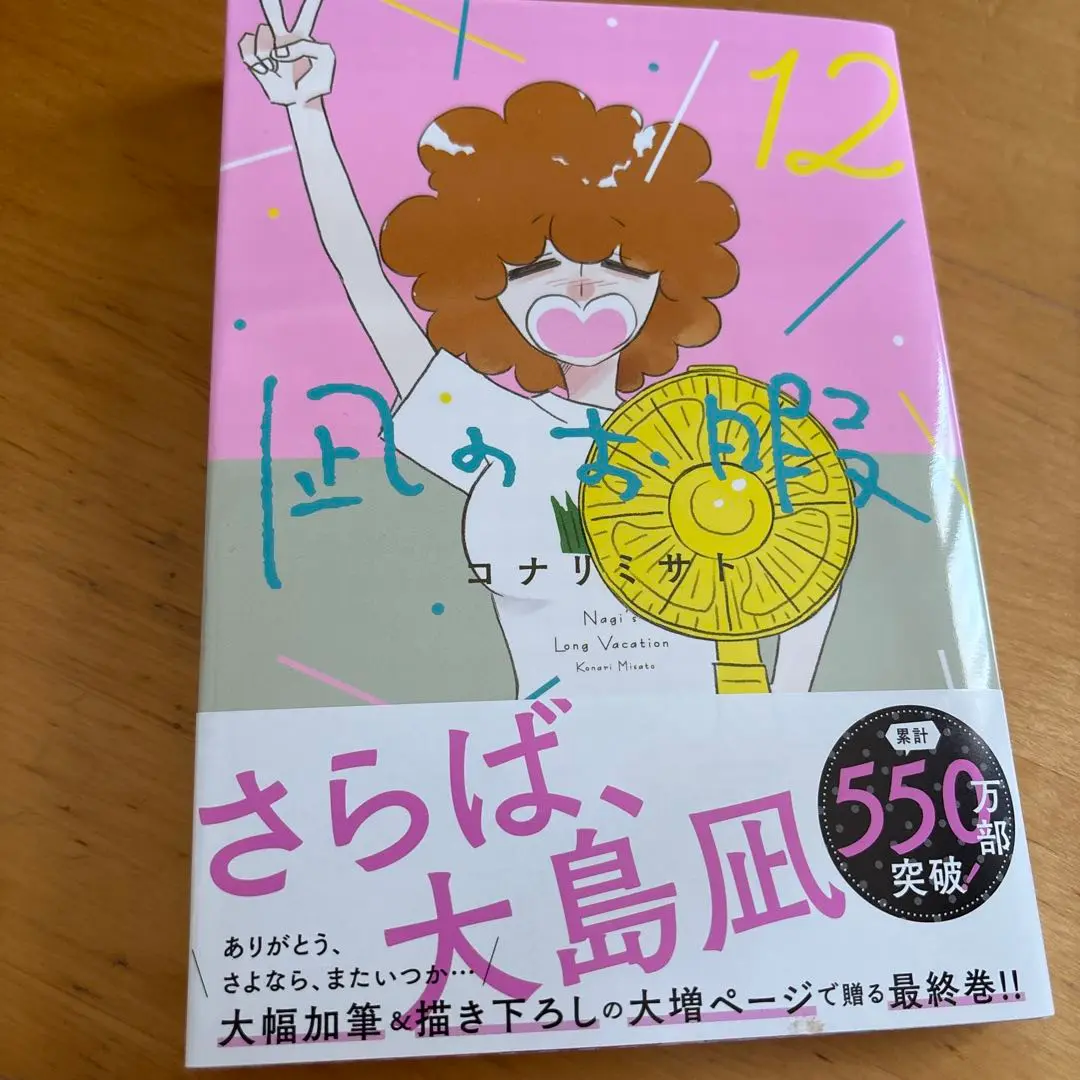 12
凪のお暇
コナリミサト
Nagi's
Long Vacation
Konari Misato
さらば、
大島凪
累計
550万部
突破!
ありがとう、
さよなら、またいつか…
大幅加筆&描き下ろしの大増ページで贈る最終巻!!